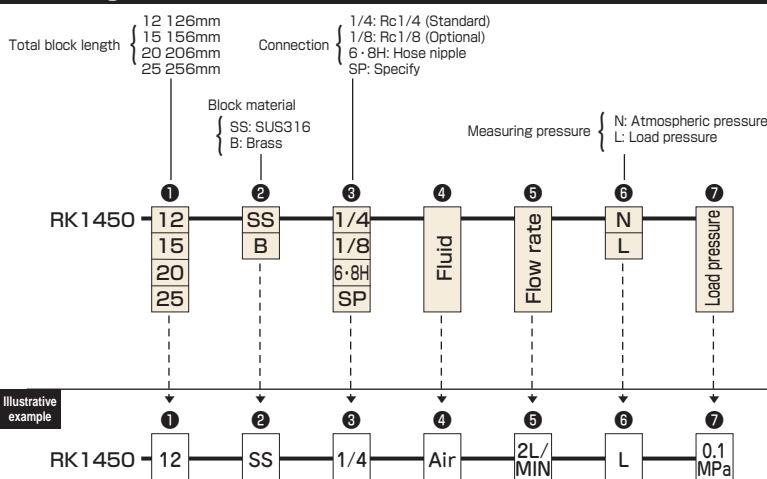 Total block length
12 126mm
15 156mm
20 206mm
25 256mm
Connection
1/4: Rc1/4 (Standard)
1/8: Rc1/8 (Optional)
6・8H: Hose nipple
SP: Specify
Block material
SS: SUS316
B: Brass
Measuring pressure
N: Atmospheric pressure
L: Load pressure
❶ ❷ ❸ ❹ ❺ ❻ ❼
RK1450 12 SS 1/4 Fluid Flow rate N Load pressure
15 B 1/8 L
20 6・8H
25 SP
Illustrative
example
❶ ❷ ❸ ❹ ❺ ❻ ❼
RK1450 12 SS 1/4 Air 2L/MIN L 0.1 MPa